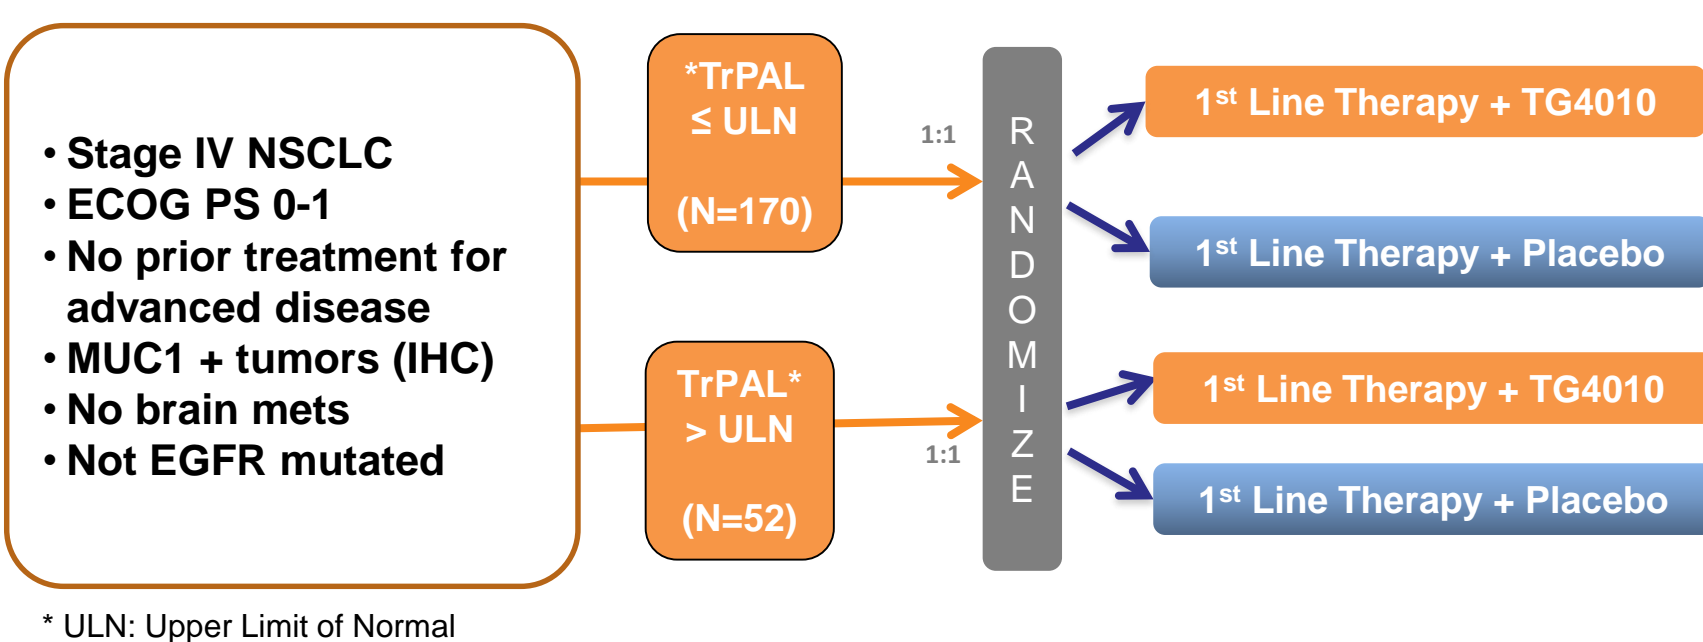 • Stage IV NSCLC
• ECOG PS 0-1
• No prior treatment for
advanced disease
• MUC1 + tumors (IHC)
• No brain mets
• Not EGFR mutated
*TrPAL
≤ ULN
(N=170)
TrPAL*
> ULN
(N=52)
1:1
1:1
R
A
N
D
O
M
I
Z
E
1st Line Therapy + TG4010
1st Line Therapy + Placebo
1st Line Therapy + TG4010
1st Line Therapy + Placebo
* ULN: Upper Limit of Normal